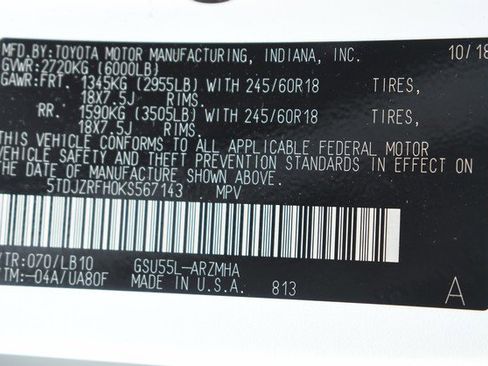 MFD.BY:TOYOTA MOTOR MANUFACTURING, INDIANA, INC. 10/18
GVWR:2720KG (6000LB)
GAWR:FRT. 1345KG (2955LB) WITH 245/60R18 TIRES,
18X7.5J RIMS.
RR. 1590KG (3505LB) WITH 245/60R18 TIRES,
18X7.5J RIMS.
THIS VEHICLE CONFORMS TO ALL APPLICABLE FEDERAL MOTOR
VEHICLE SAFETY AND THEFT PREVENTION STANDARDS IN EFFECT ON
THE DATE OF MANUFACTURE SHOWN ABOVE.
5TDJZRFH0KS567143 MPV
/TR:070/LB10 GSU55L-ARZMHA
TM:-04A/UA80F MADE IN U.S.A. 813 A